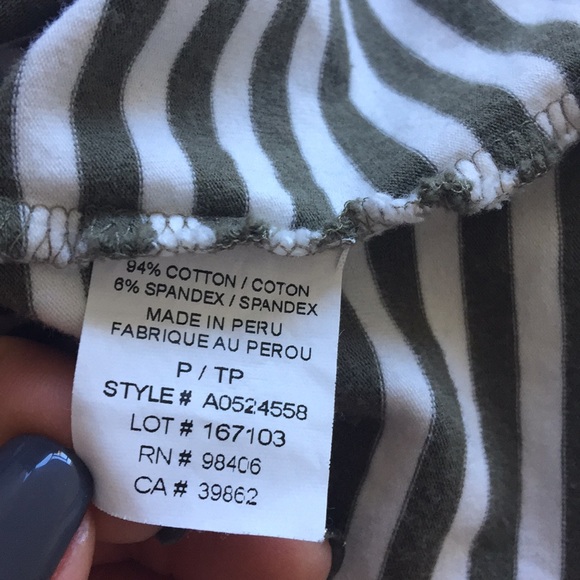 94% COTTON / COTON
6% SPANDEX / SPANDEX
MADE IN PERU
FABRIQUE AU PEROU
P / TP
STYLE# A0524558
LOT # 167103
RN # 98406
CA # 39862